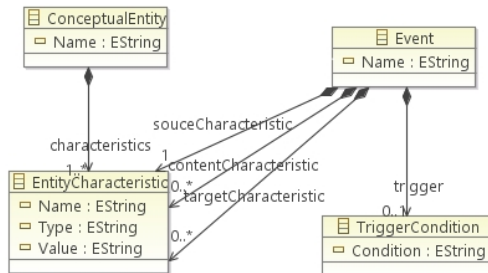 ConceptualEntity
Name : EString
Event
Name : EString
souceCharacteristic
characteristics
1
1..*
contentCharacteristic
0..*
targetCharacteristic
trigger
EntityCharacteristic
Name : EString
Type : EString
Value : EString
0..*
0..1
TriggerCondition
Condition : EString